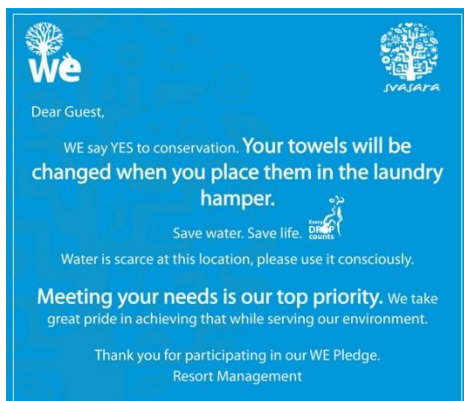 wè
svasara
Dear Guest,
WE say YES to conservation. Your towels will be
changed when you place them in the laundry
hamper.
Save water. Save life. Every DROP counts
Water is scarce at this location, please use it consciously.
Meeting your needs is our top priority. We take
great pride in achieving that while serving our environment.
Thank you for participating in our WE Pledge.
Resort Management